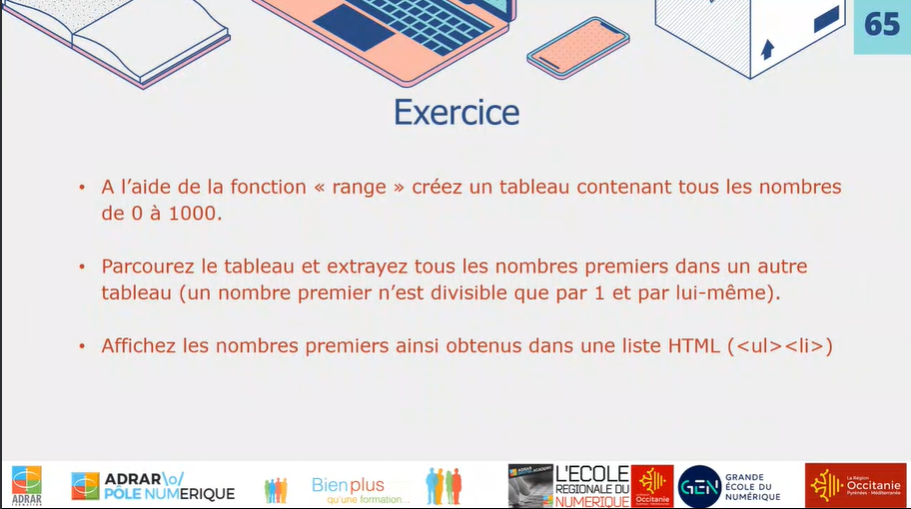 65
Exercice
• A l’aide de la fonction « range » créez un tableau contenant tous les nombres
de 0 à 1000.
• Parcourez le tableau et extrayez tous les nombres premiers dans un autre
tableau (un nombre premier n’est divisible que par 1 et par lui-même).
• Affichez les nombres premiers ainsi obtenus dans une liste HTML (<ul><li>)
ADRAR
ADRAR\o/
PÔLE NUMERIQUE
Bien plus
qu'une formation...
L'ECOLE
REGIONALE DU
NUMERIQUE
Occitanie
GEN
GRANDE
ÉCOLE DU
NUMÉRIQUE
La Région
Occitanie
Pyrénées - Méditerranée